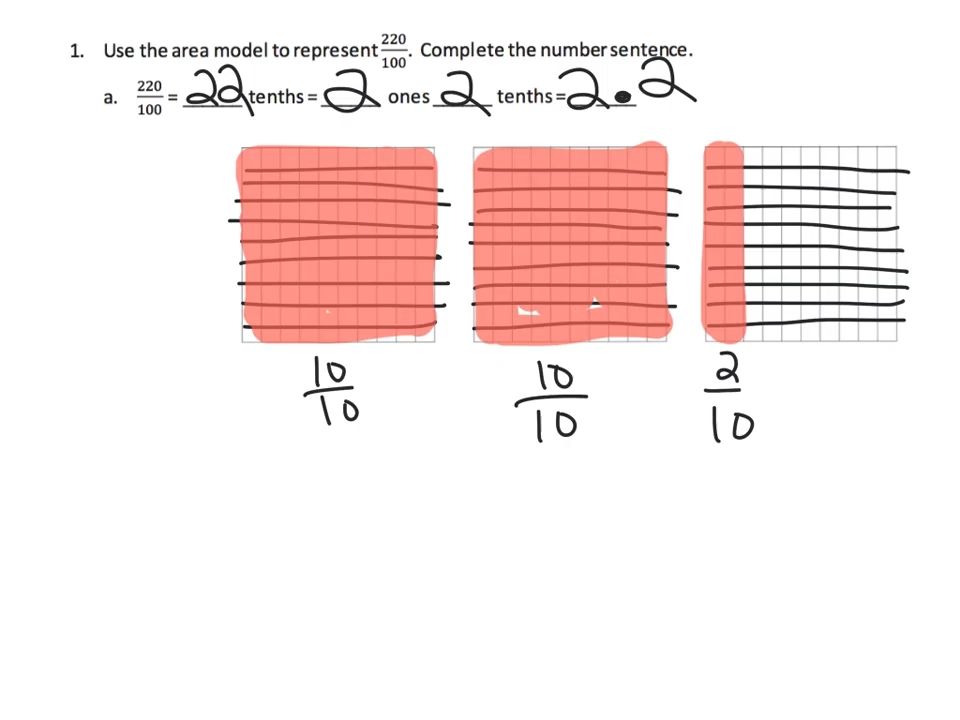 1. Use the area model to represent 220/100. Complete the number sentence.
a. 220/100 = 22 tenths = 2 ones 2 tenths = 2.2
10/10 10/10 2/10